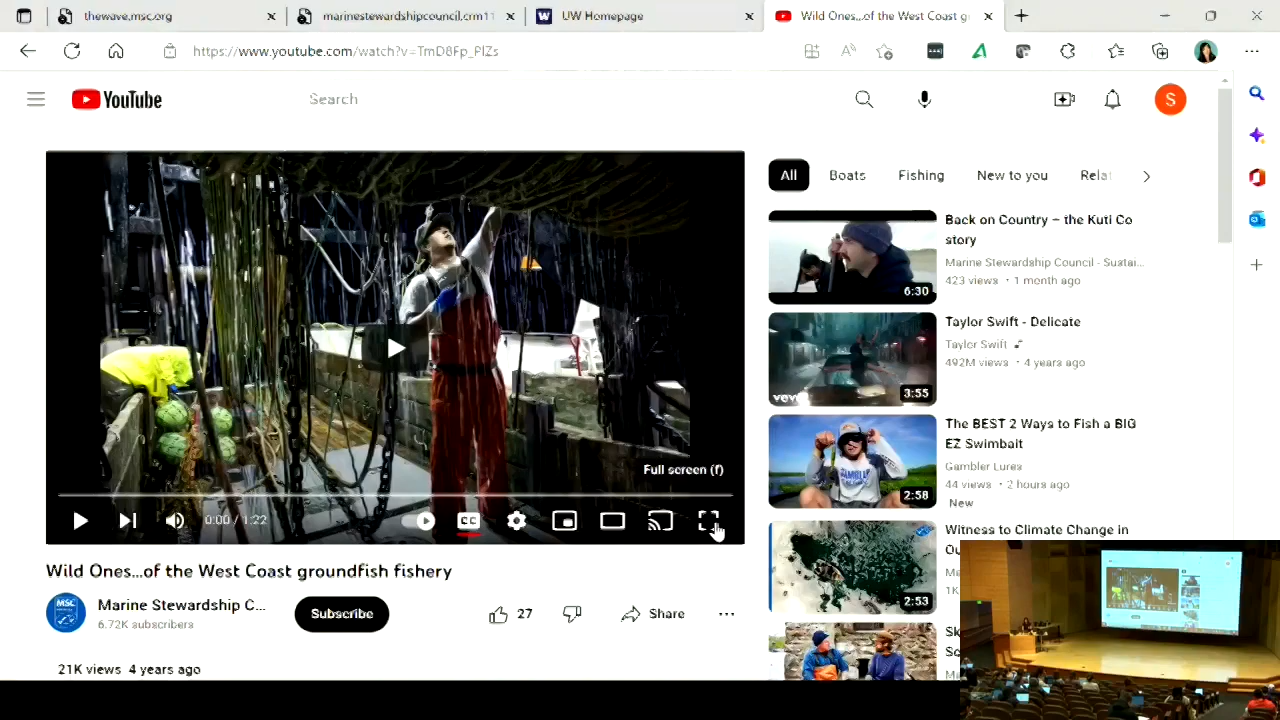 thewave.msc.org
marinestewardshipcouncil.crm11
UW Homepage
Wild Ones...of the West Coast g
https://www.youtube.com/watch?v=TmD8Fp_PlZs
YouTube
Search
S
All
Boats
Fishing
New to you
Relat
Back on Country – the Kuti Co
story
Marine Stewardship Council - Sustai...
423 views • 1 month ago
6:30
Taylor Swift - Delicate
Taylor Swift
492M views • 4 years ago
vevo
3:55
The BEST 2 Ways to Fish a BIG
EZ Swimbait
Gambler Lures
44 views • 2 hours ago
New
2:58
Witness to Climate Change in
2:53
Full screen (f)
0:00 / 1:22
CC
Wild Ones...of the West Coast groundfish fishery
MSC
Marine Stewardship C...
6.72K subscribers
Subscribe
27
Share
21K views 4 years ago